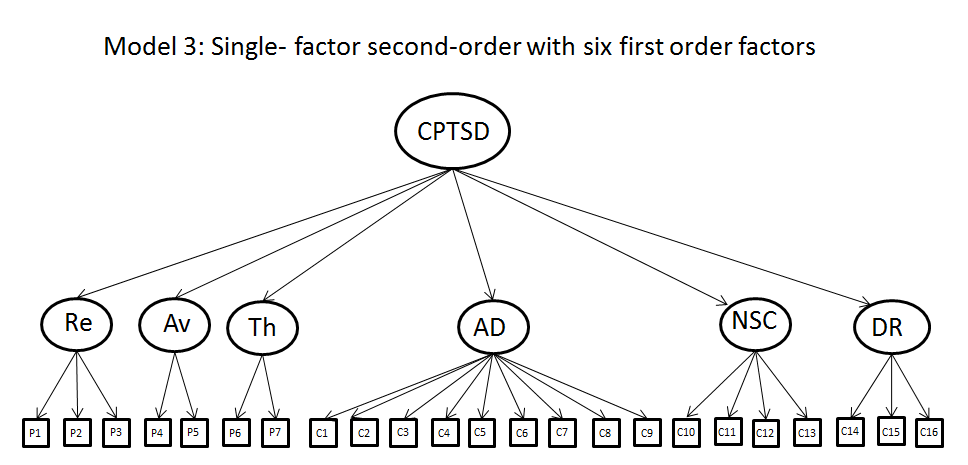 Model 3: Single- factor second-order with six first order factors
CPTSD
Re Av Th AD NSC DR
P1 P2 P3 P4 P5 P6 P7 C1 C2 C3 C4 C5 C6 C7 C8 C9 C10 C11 C12 C13 C14 C15 C16